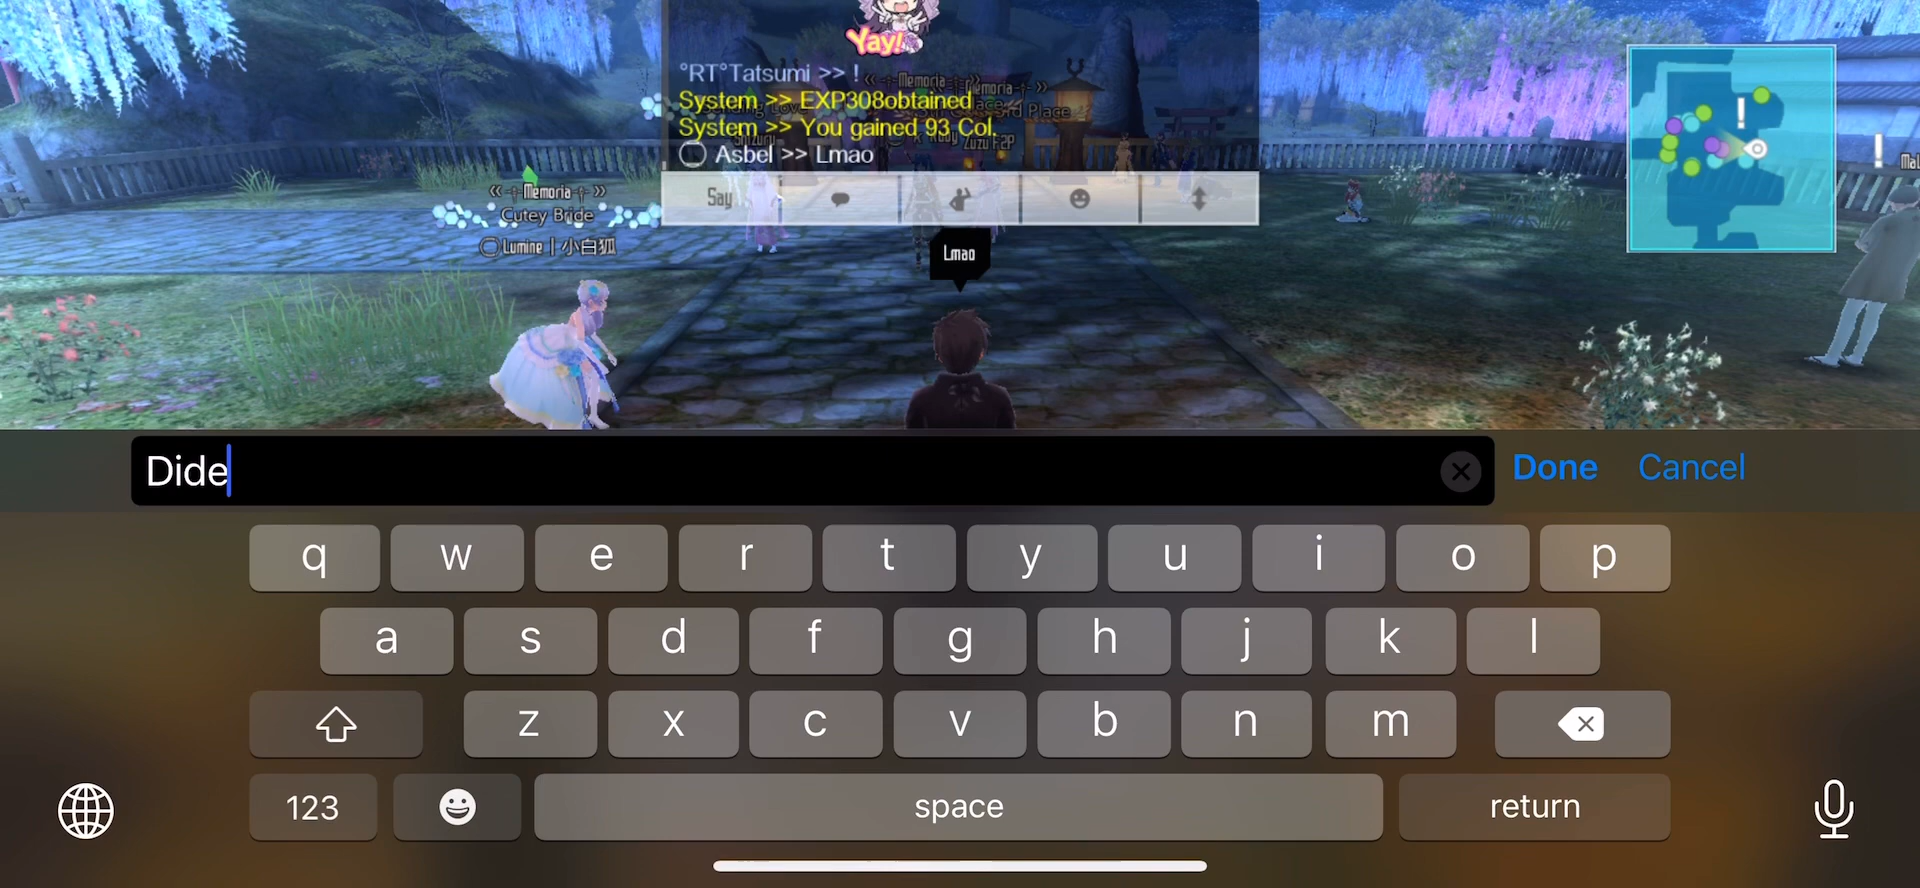 Yay!
°RT°Tatsumi >> !
System >> EXP308obtained
System >> You gained 93 Col.
Asbel >> Lmao
Say
Lmao
«-†-Memoria-†-»
Cutey Bride
Lumine | 小白狐
Dide
Done
Cancel
q w e r t y u i o p
a s d f g h j k l
z x c v b n m
123
space
return